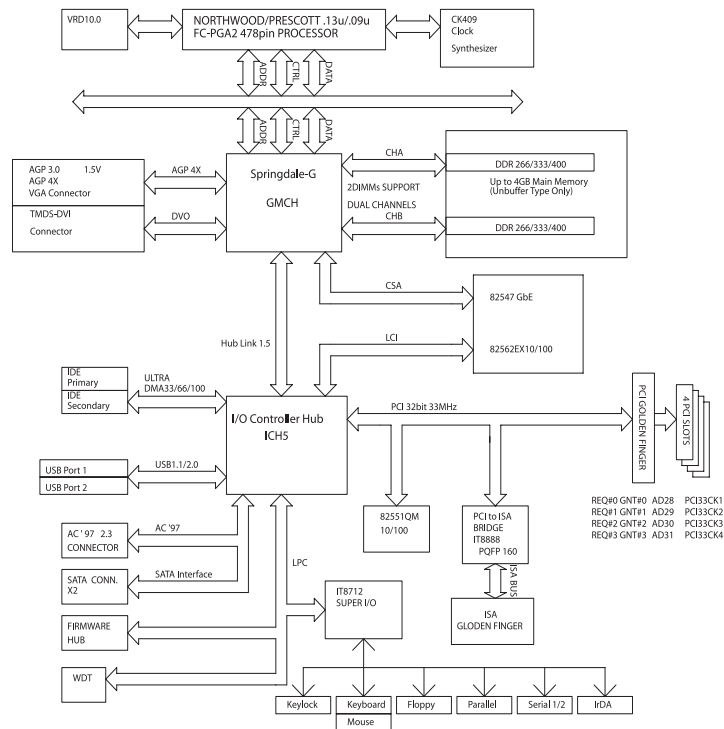 VRD10.0
NORTHWOOD/PRESCOTT .13u/.09u
FC-PGA2 478pin PROCESSOR
CK409
Clock
Synthesizer
ADDR
CTRL
DATA
ADDR
CTRL
DATA
AGP 3.0 1.5V
AGP 4X
VGA Connector
TMDS-DVI
Connector
AGP 4X
DVO
Springdale-G
GMCH
CHA
2DIMMs SUPPORT
DUAL CHANNELS
CHB
DDR 266/333/400
Up to 4GB Main Memory
(Unbuffer Type Only)
DDR 266/333/400
CSA
82547 GbE
LCI
82562EX10/100
Hub Link 1.5
IDE
Primary
IDE
Secondary
ULTRA
DMA33/66/100
I/O Controller Hub
ICH5
PCI 32bit 33MHz
PCI GOLDEN FINGER
4 PCI SLOTS
USB Port 1
USB Port 2
USB1.1/2.0
REQ#0 GNT#0 AD28 PCI33CK1
REQ#1 GNT#1 AD29 PCI33CK2
REQ#2 GNT#2 AD30 PCI33CK3
REQ#3 GNT#3 AD31 PCI33CK4
82551QM
10/100
PCI to ISA
BRIDGE
IT8888
PQFP 160
AC ' 97 2.3
CONNECTOR
AC '97
SATA CONN.
X2
SATA Interface
LPC
ISA BUS
IT8712
SUPER I/O
ISA
GLODEN FINGER
FIRMWARE
HUB
WDT
Keylock
Keyboard
Mouse
Floppy
Parallel
Serial 1/2
IrDA